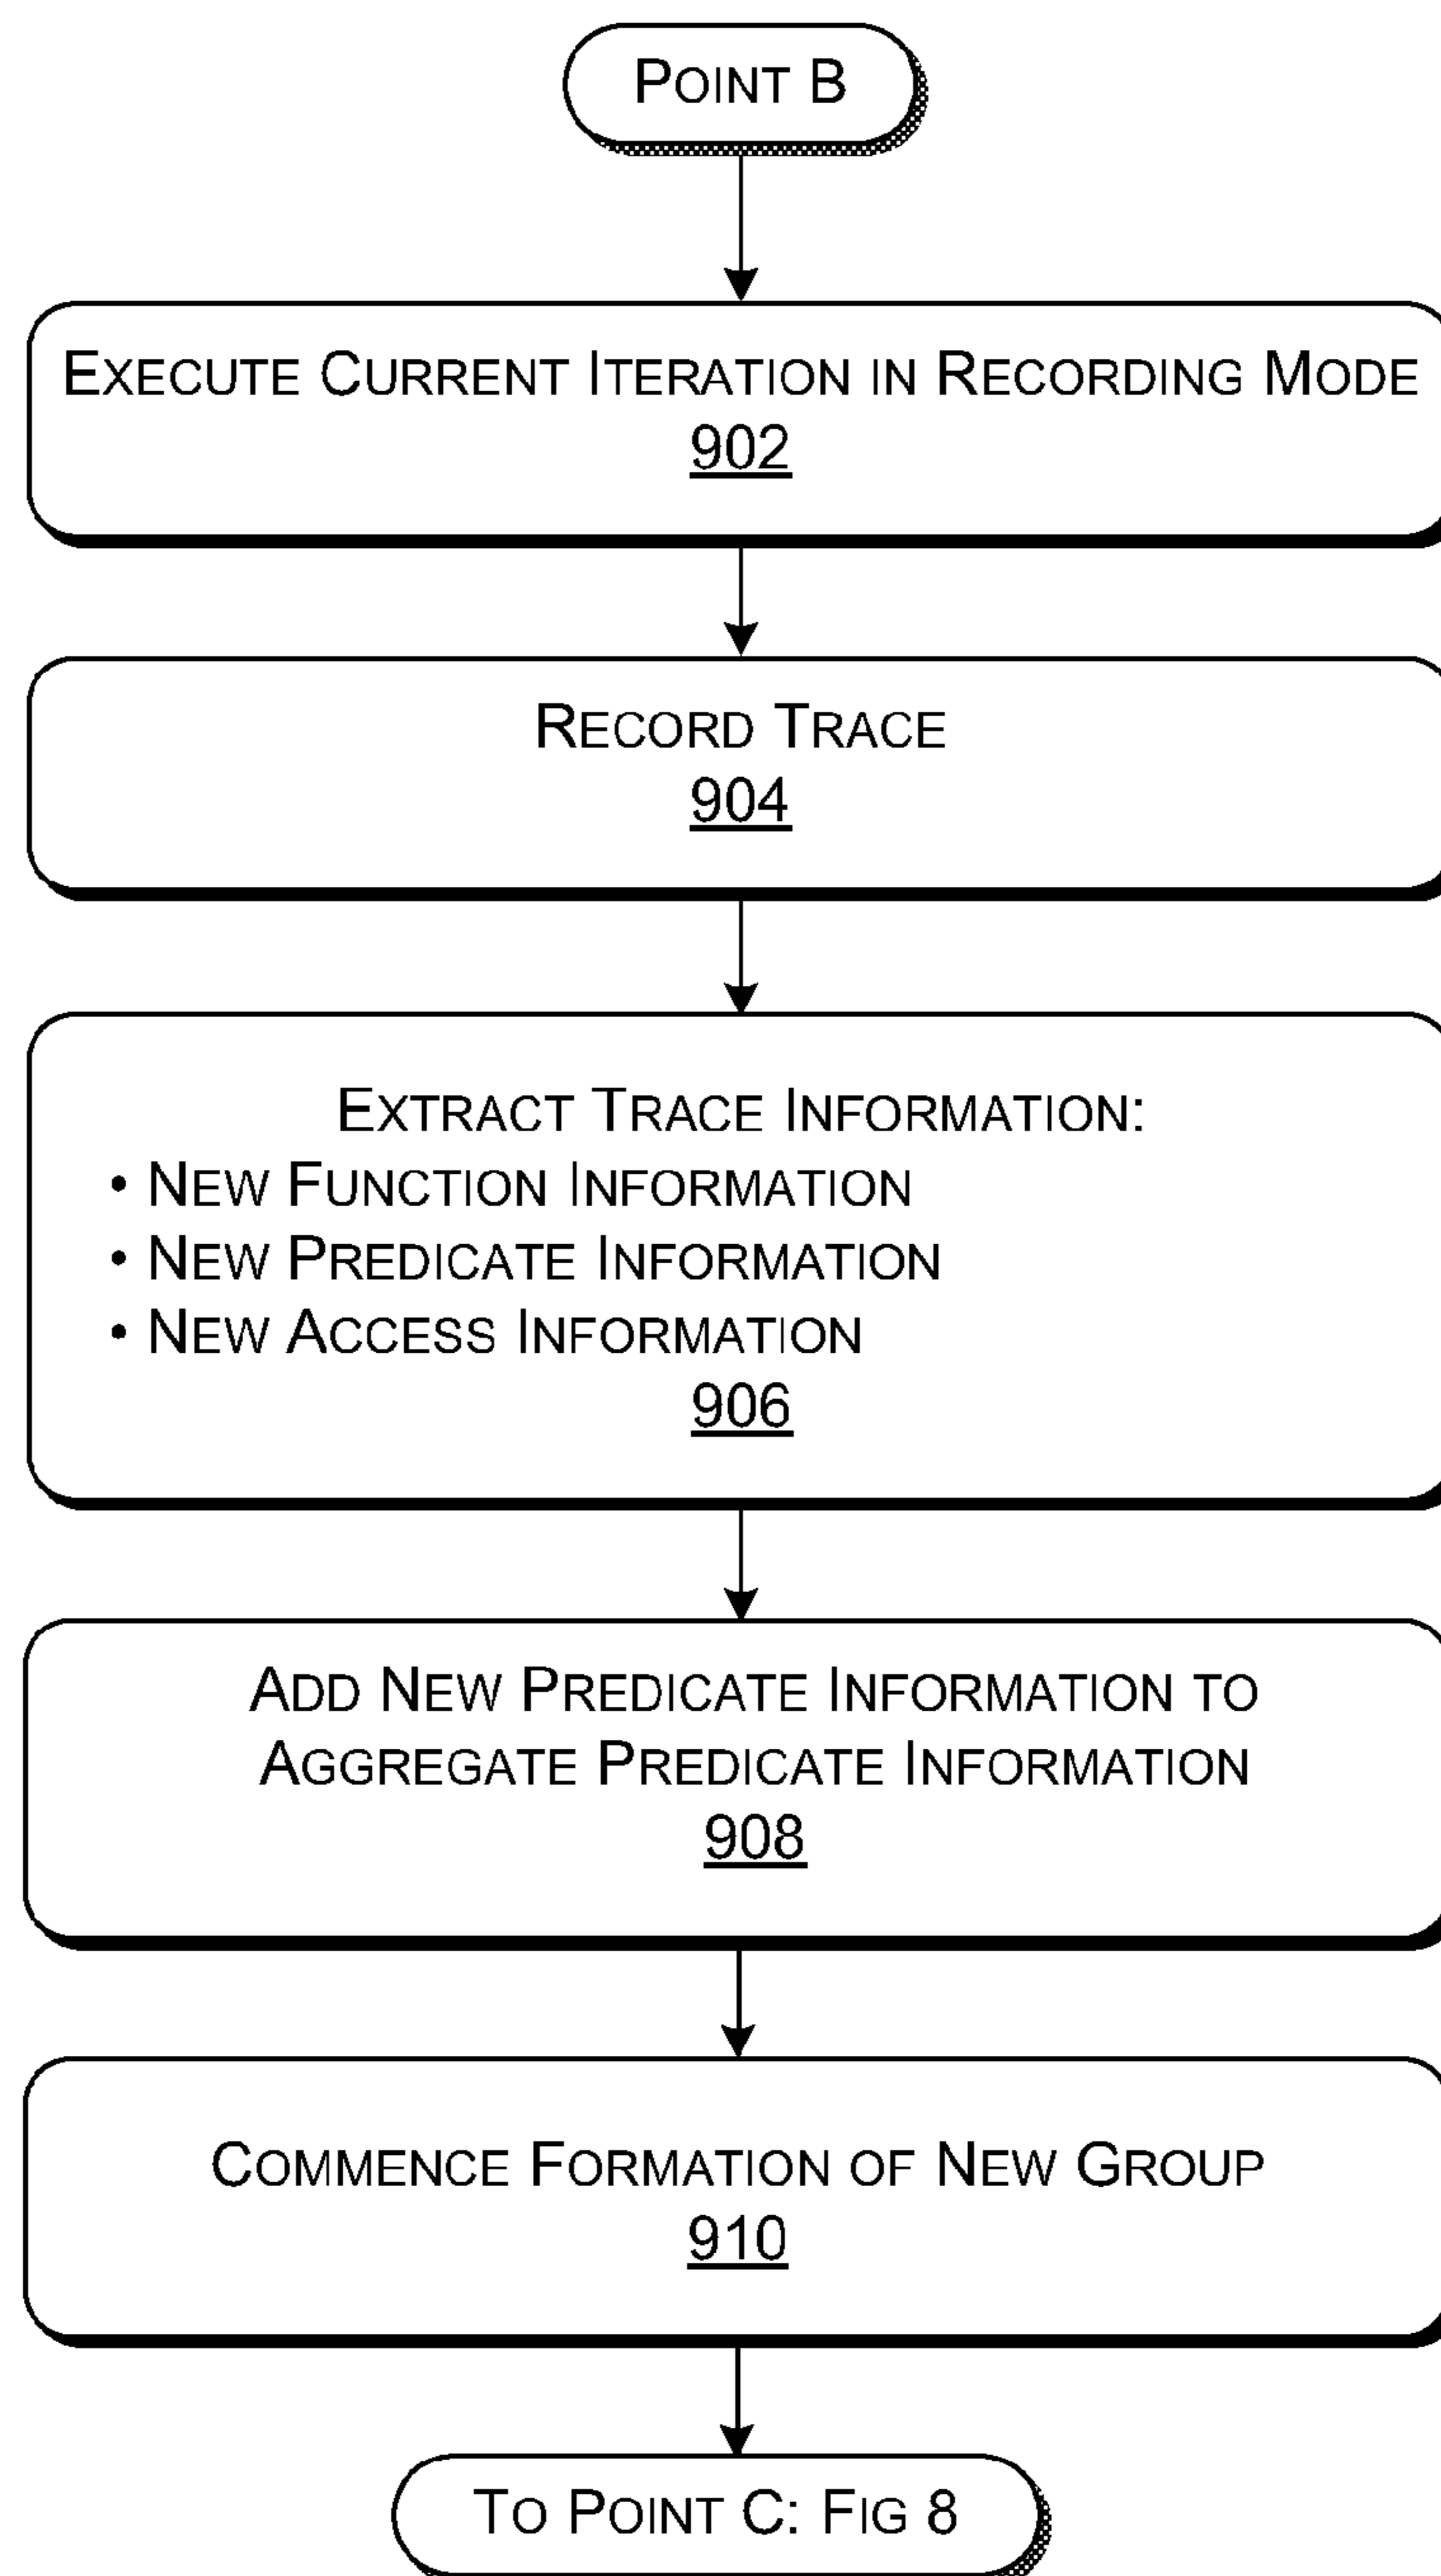 POINT B
EXECUTE CURRENT ITERATION IN RECORDING MODE
902
RECORD TRACE
904
EXTRACT TRACE INFORMATION:
• NEW FUNCTION INFORMATION
• NEW PREDICATE INFORMATION
• NEW ACCESS INFORMATION
906
ADD NEW PREDICATE INFORMATION TO
AGGREGATE PREDICATE INFORMATION
908
COMMENCE FORMATION OF NEW GROUP
910
TO POINT C: FIG 8